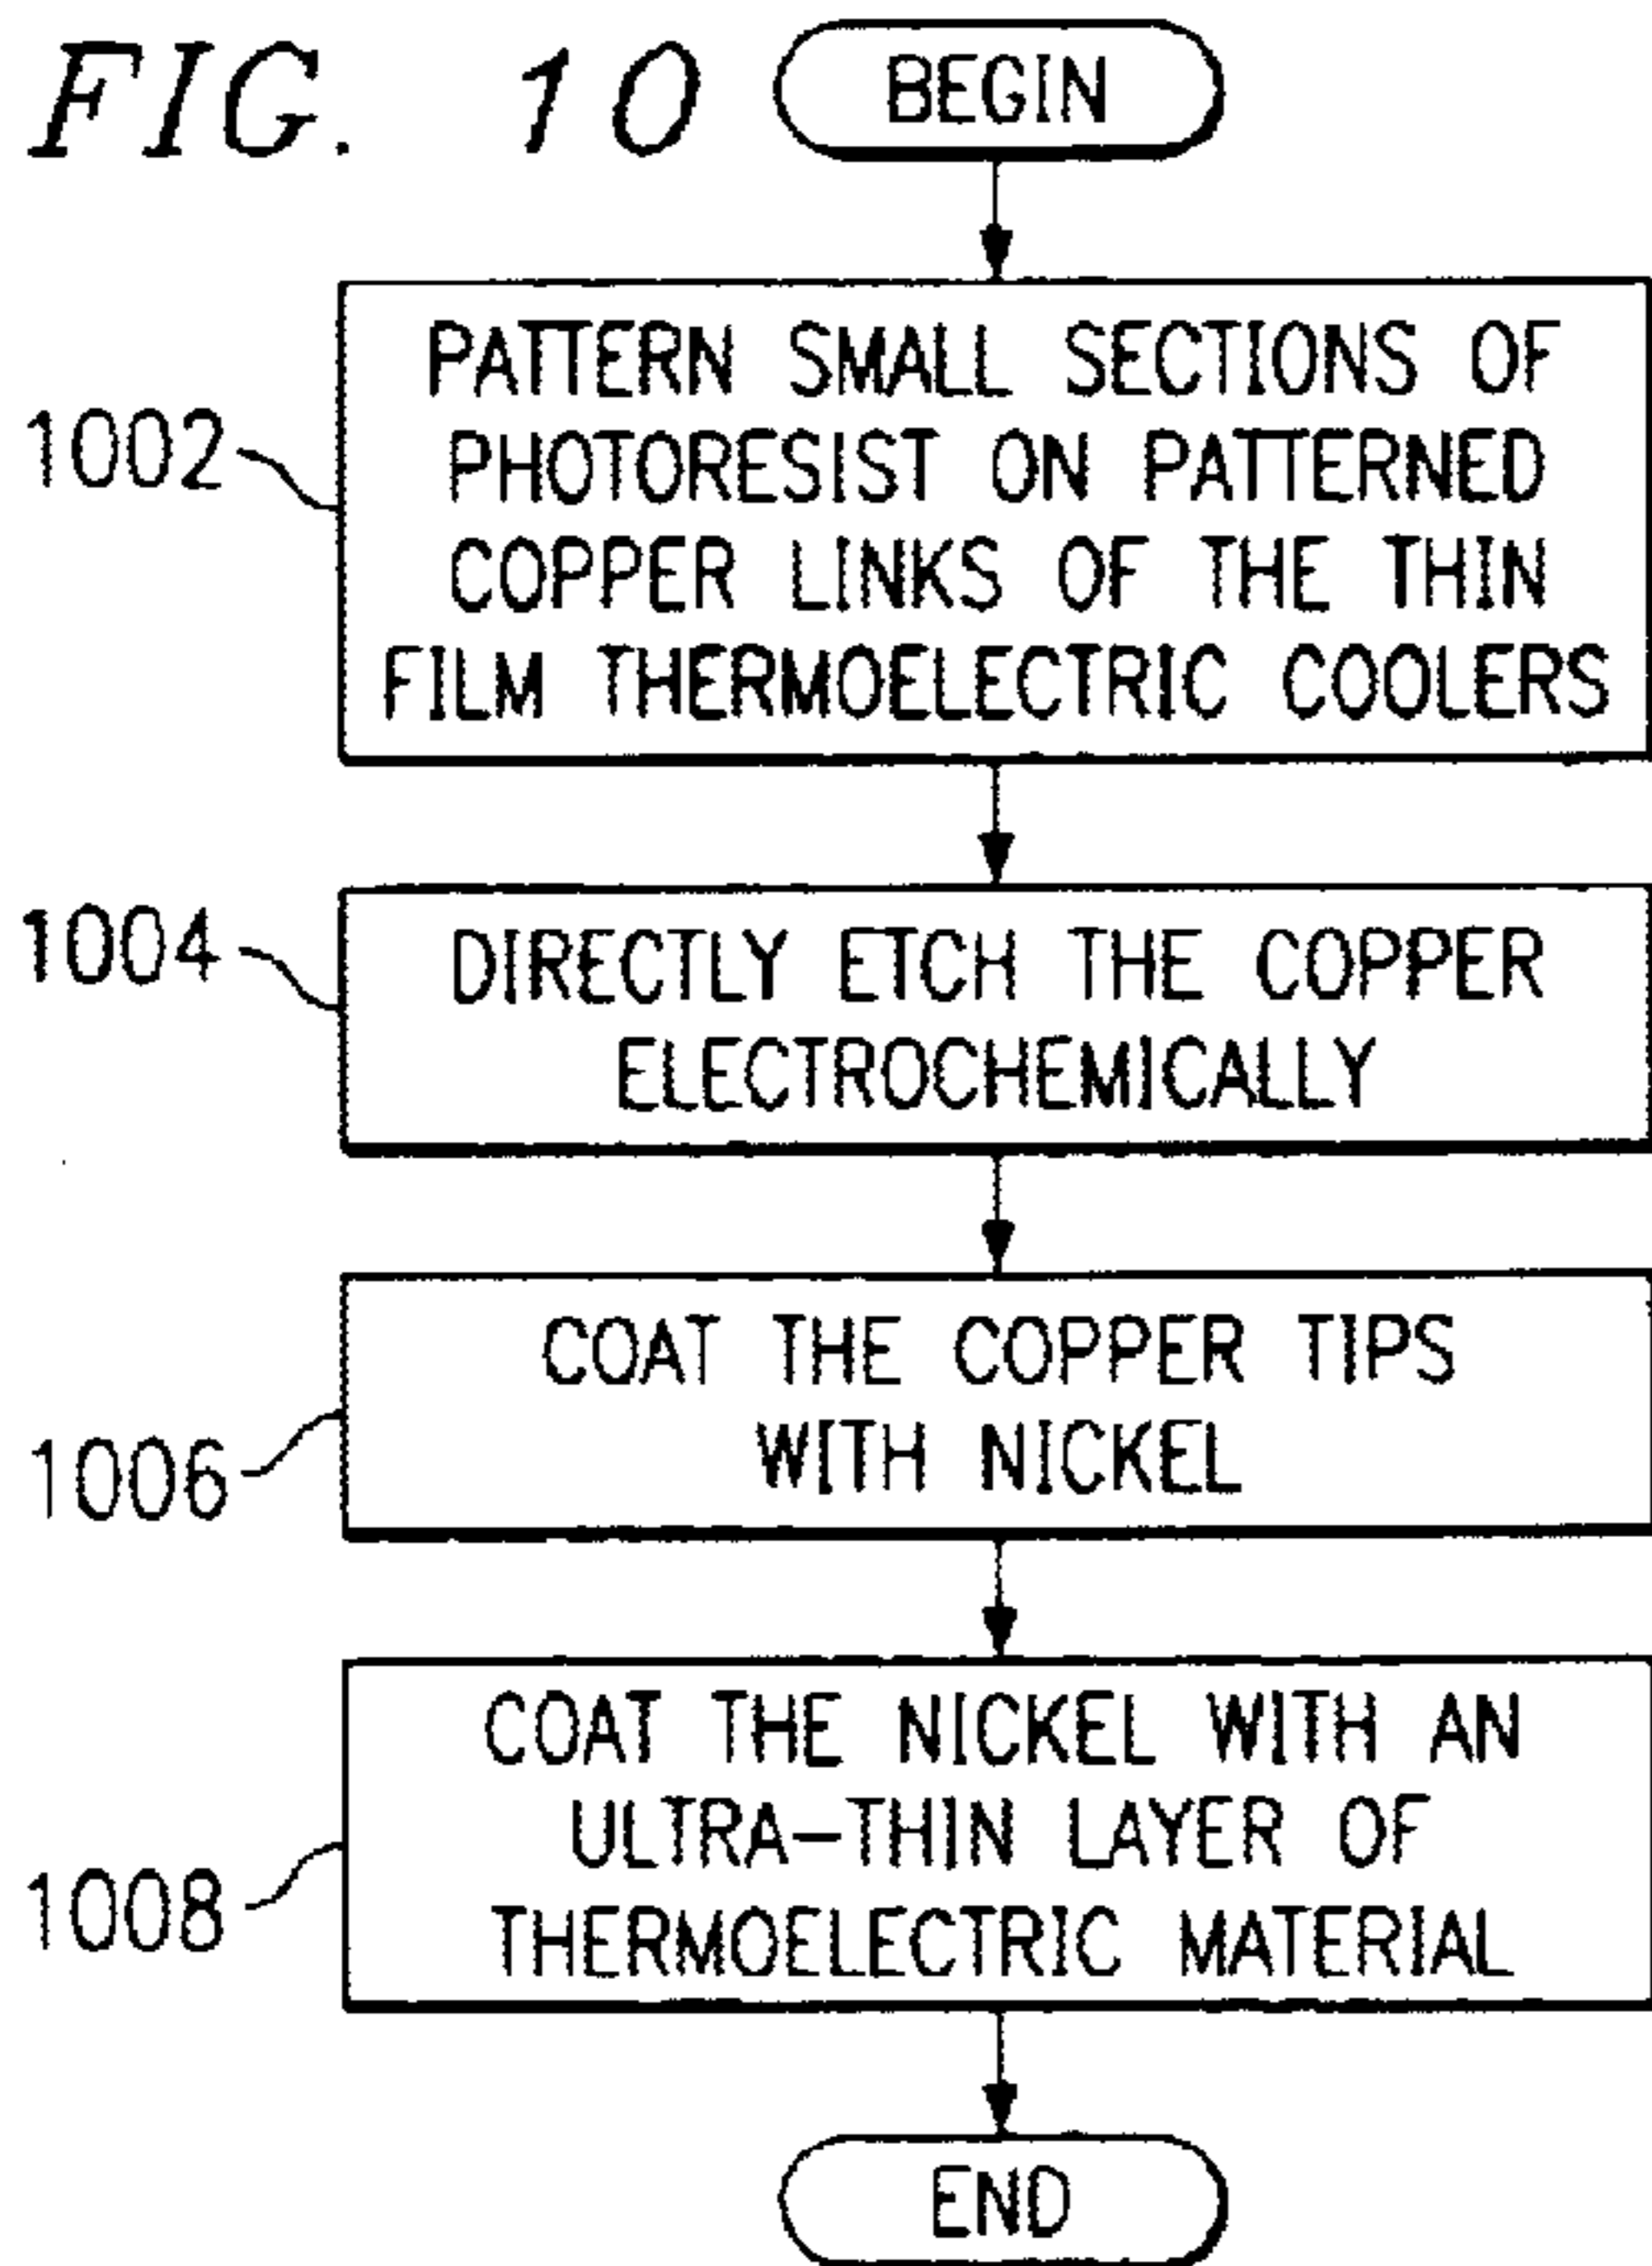 FIG. 10
BEGIN
1002
PATTERN SMALL SECTIONS OF
PHOTORESIST ON PATTERNED
COPPER LINKS OF THE THIN
FILM THERMOELECTRIC COOLERS
1004
DIRECTLY ETCH THE COPPER
ELECTROCHEMICALLY
1006
COAT THE COPPER TIPS
WITH NICKEL
1008
COAT THE NICKEL WITH AN
ULTRA-THIN LAYER OF
THERMOELECTRIC MATERIAL
END